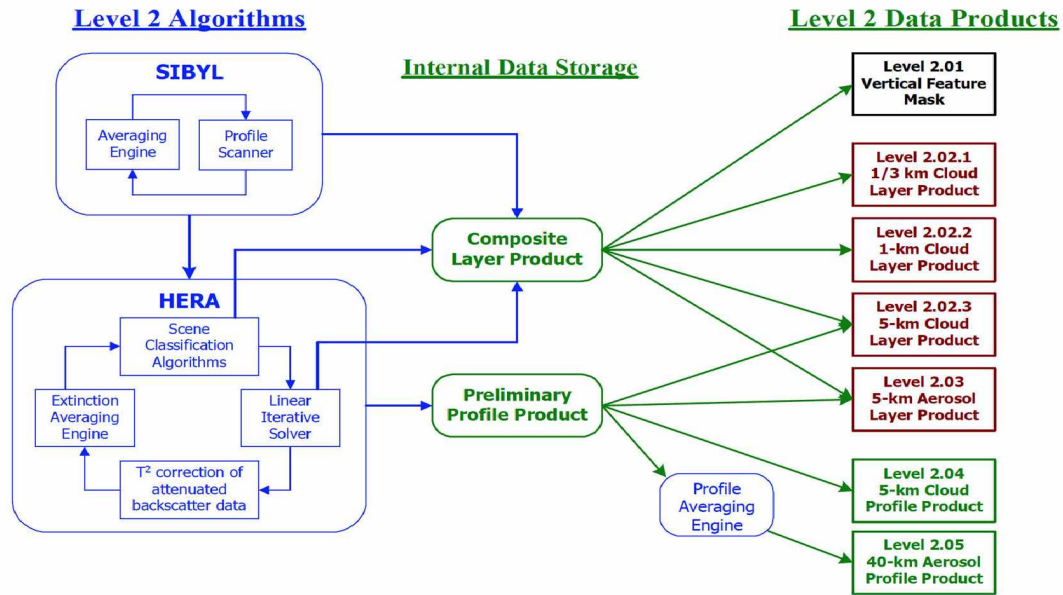 Level 2 Algorithms
Level 2 Data Products
Internal Data Storage
SIBYL
Averaging
Engine
Profile
Scanner
HERA
Scene
Classification
Algorithms
Extinction
Averaging
Engine
Linear
Iterative
Solver
T² correction of
attenuated
backscatter data
Composite
Layer Product
Preliminary
Profile Product
Profile
Averaging
Engine
Level 2.01
Vertical Feature
Mask
Level 2.02.1
1/3 km Cloud
Layer Product
Level 2.02.2
1-km Cloud
Layer Product
Level 2.02.3
5-km Cloud
Layer Product
Level 2.03
5-km Aerosol
Layer Product
Level 2.04
5-km Cloud
Profile Product
Level 2.05
40-km Aerosol
Profile Product